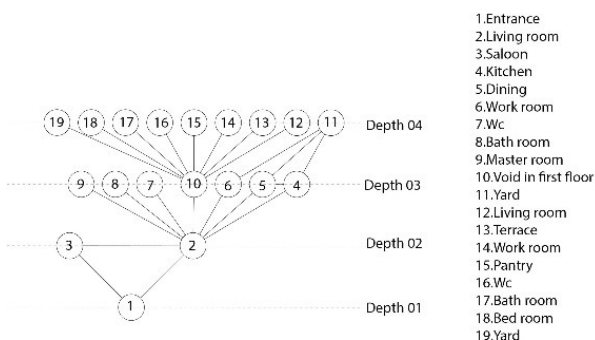 19 18 17 16 15 14 13 12 11 Depth 04
9 8 7 10 6 5 4 Depth 03
3 2 Depth 02
1 Depth 01
1.Entrance
2.Living room
3.Saloon
4.Kitchen
5.Dining
6.Work room
7.Wc
8.Bath room
9.Master room
10.Void in first floor
11.Yard
12.Living room
13.Terrace
14.Work room
15.Pantry
16.Wc
17.Bath room
18.Bed room
19.Yard